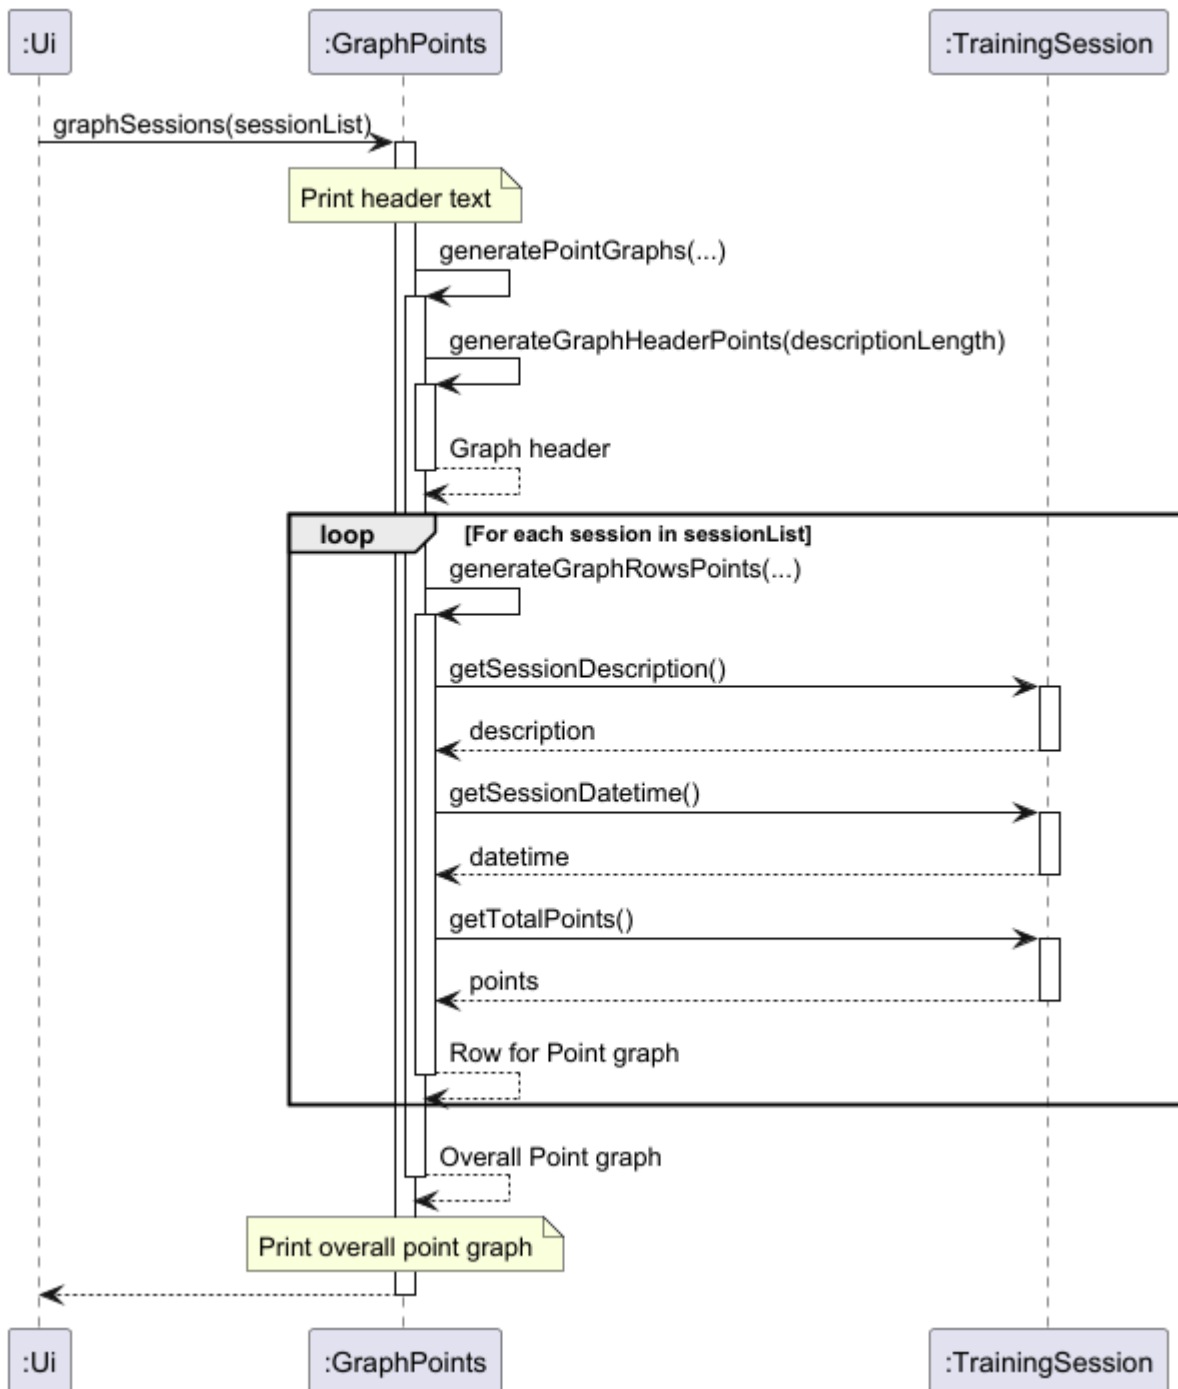 :Ui
:GraphPoints
:TrainingSession
graphSessions(sessionList)
Print header text
generatePointGraphs(...)
generateGraphHeaderPoints(descriptionLength)
Graph header
loop
[For each session in sessionList]
generateGraphRowsPoints(...)
getSessionDescription()
description
getSessionDatetime()
datetime
getTotalPoints()
points
Row for Point graph
Overall Point graph
Print overall point graph
:Ui
:GraphPoints
:TrainingSession